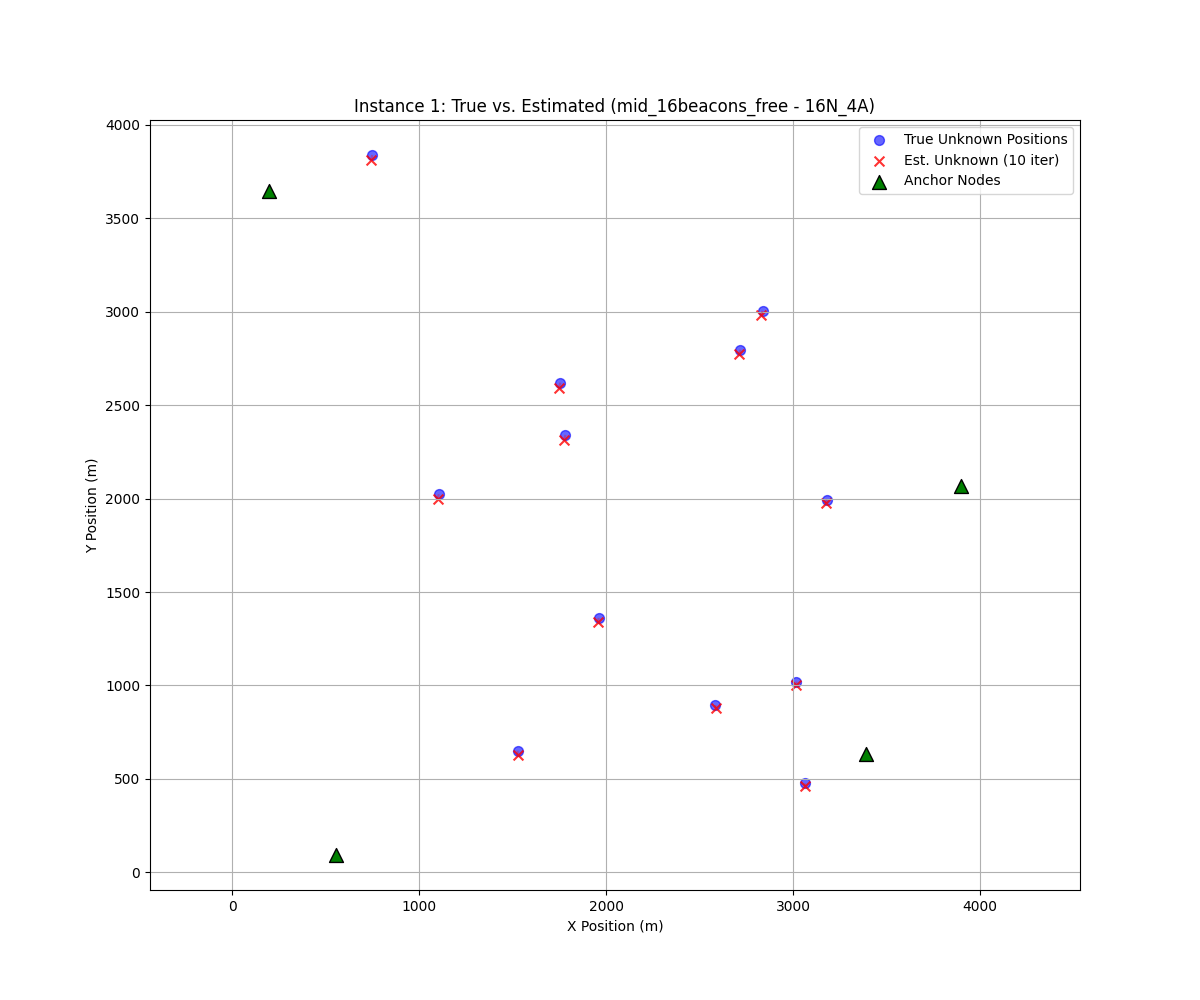 Instance 1: True vs. Estimated (mid_16beacons_free - 16N_4A)
True Unknown Positions
Est. Unknown (10 iter)
Anchor Nodes
4000
3500
3000
2500
2000
1500
1000
500
0
Y Position (m)
0
1000
2000
3000
4000
X Position (m)